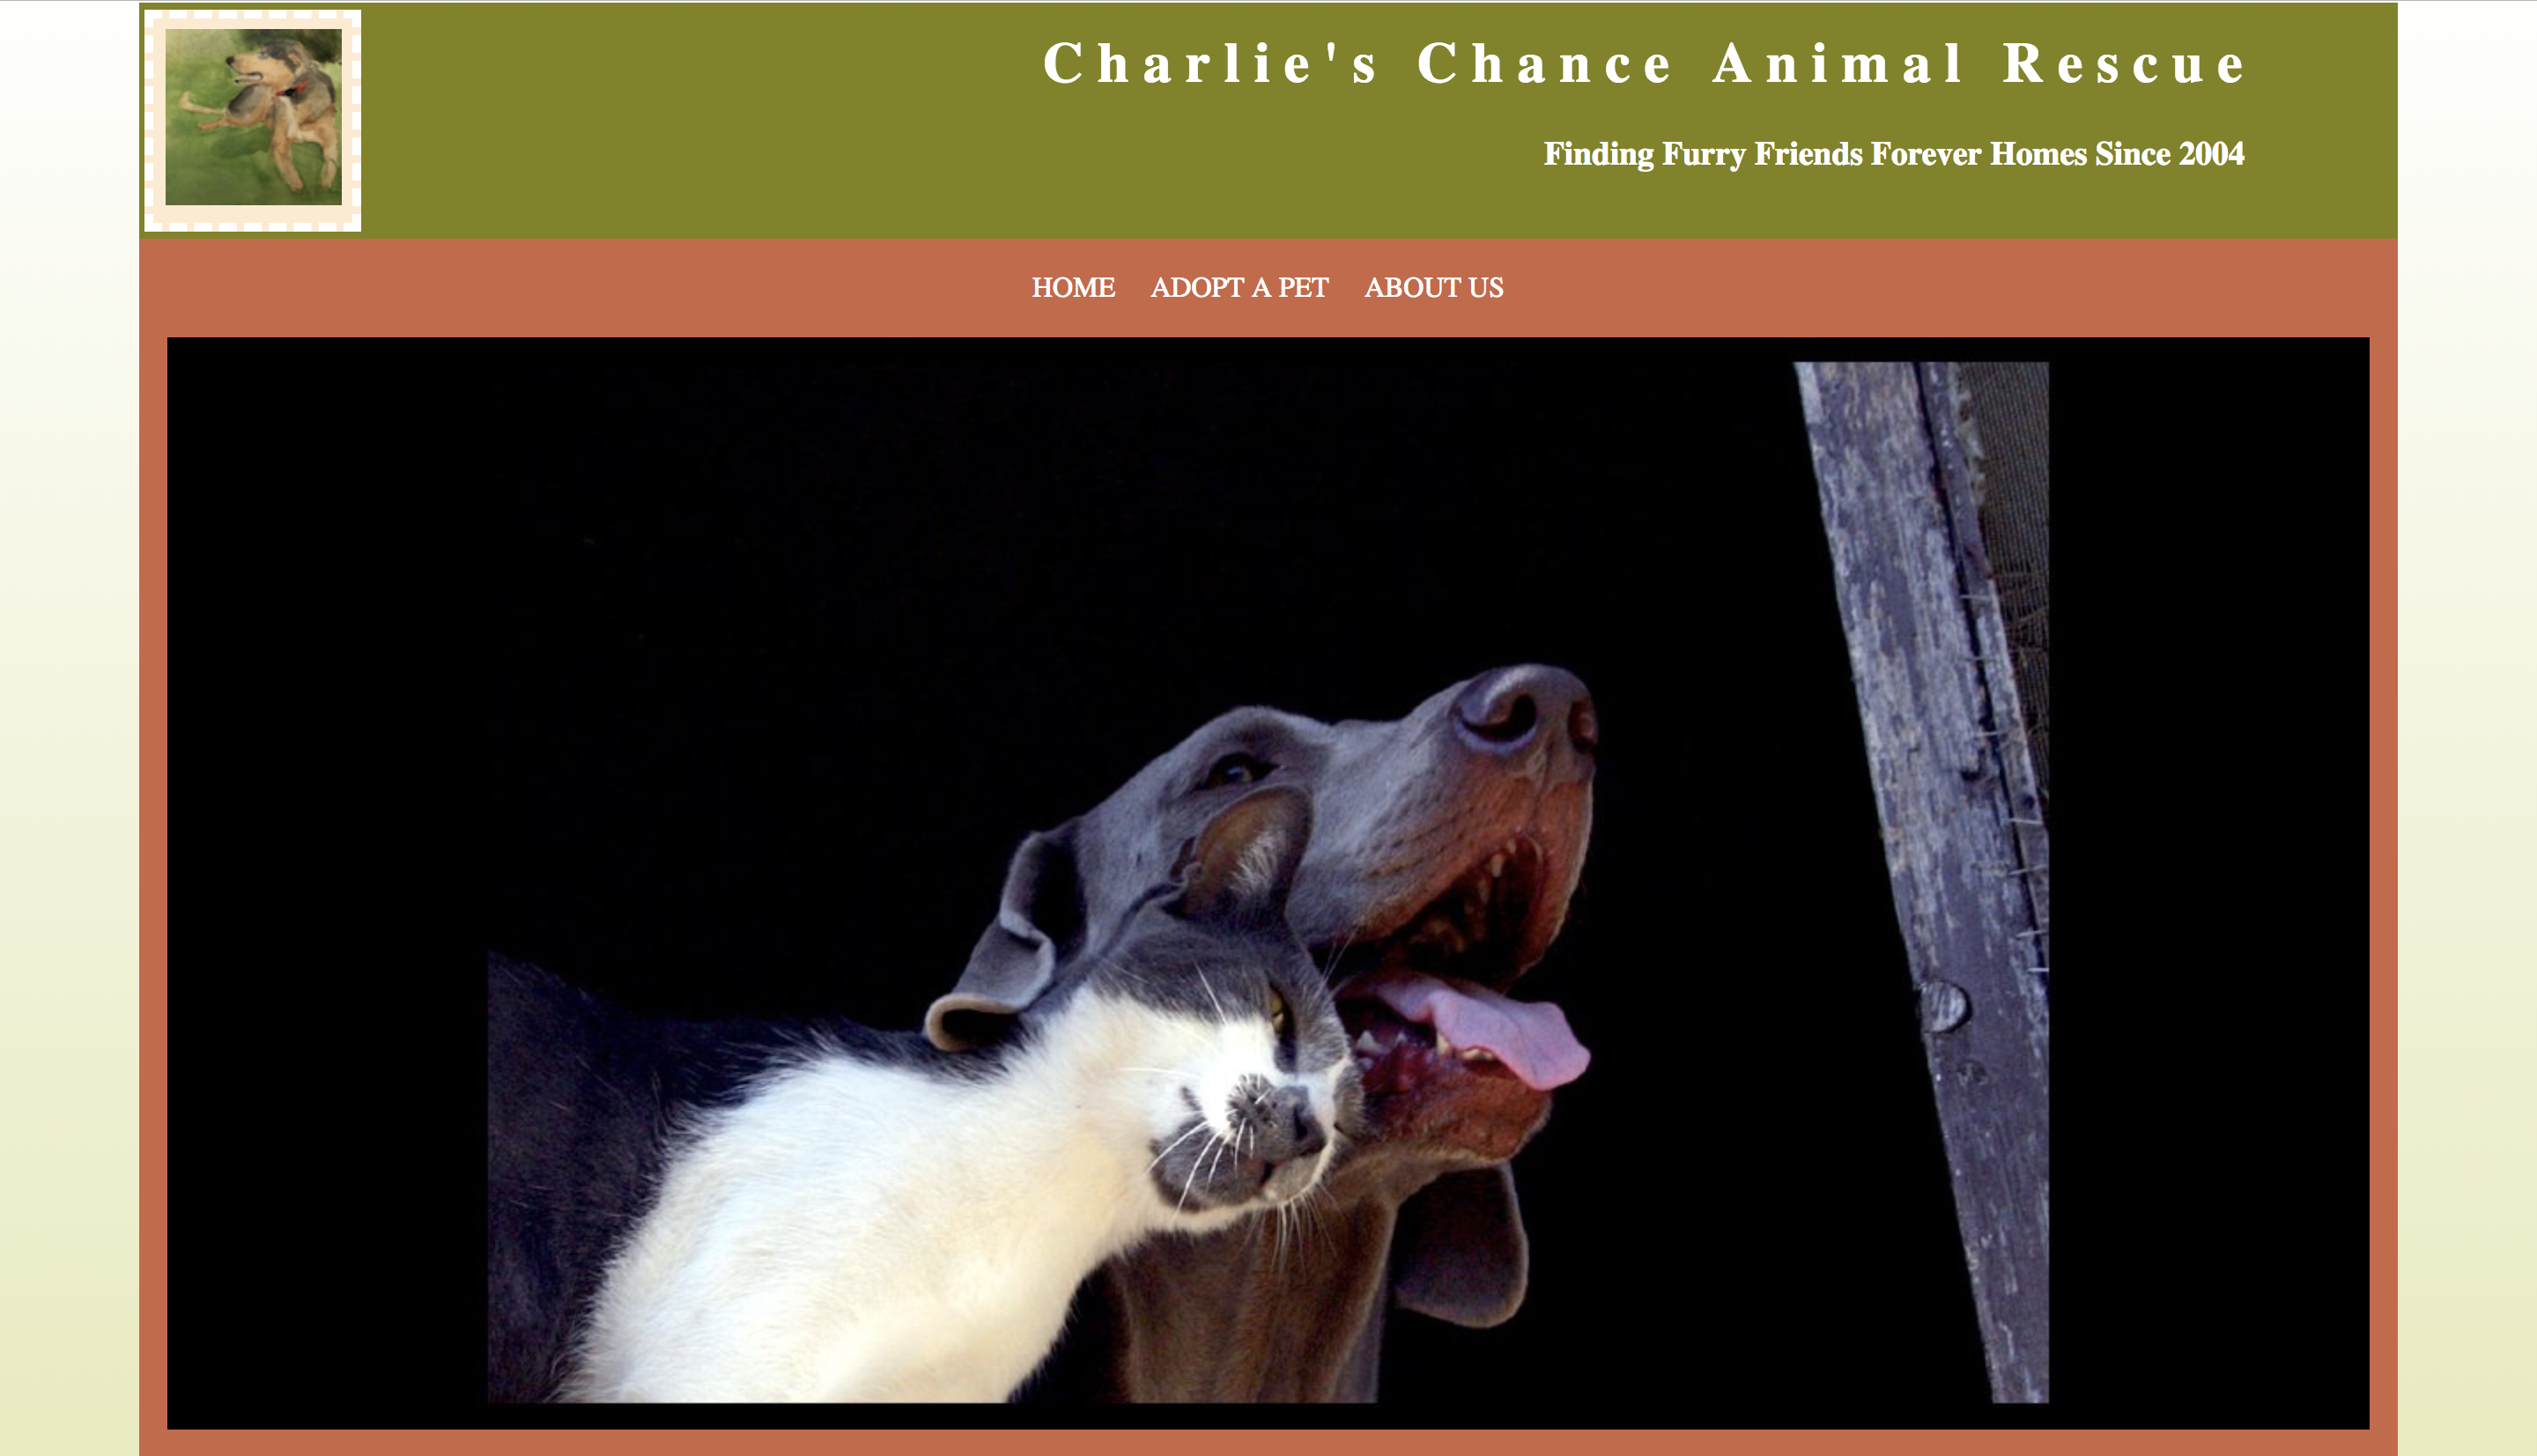 Charlie's Chance Animal Rescue
Finding Furry Friends Forever Homes Since 2004
HOME ADOPT A PET ABOUT US